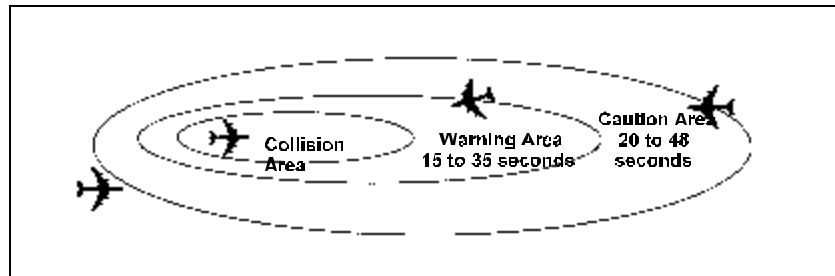 Collision
Area
Warning Area
15 to 35 seconds
Caution Area
20 to 48
seconds